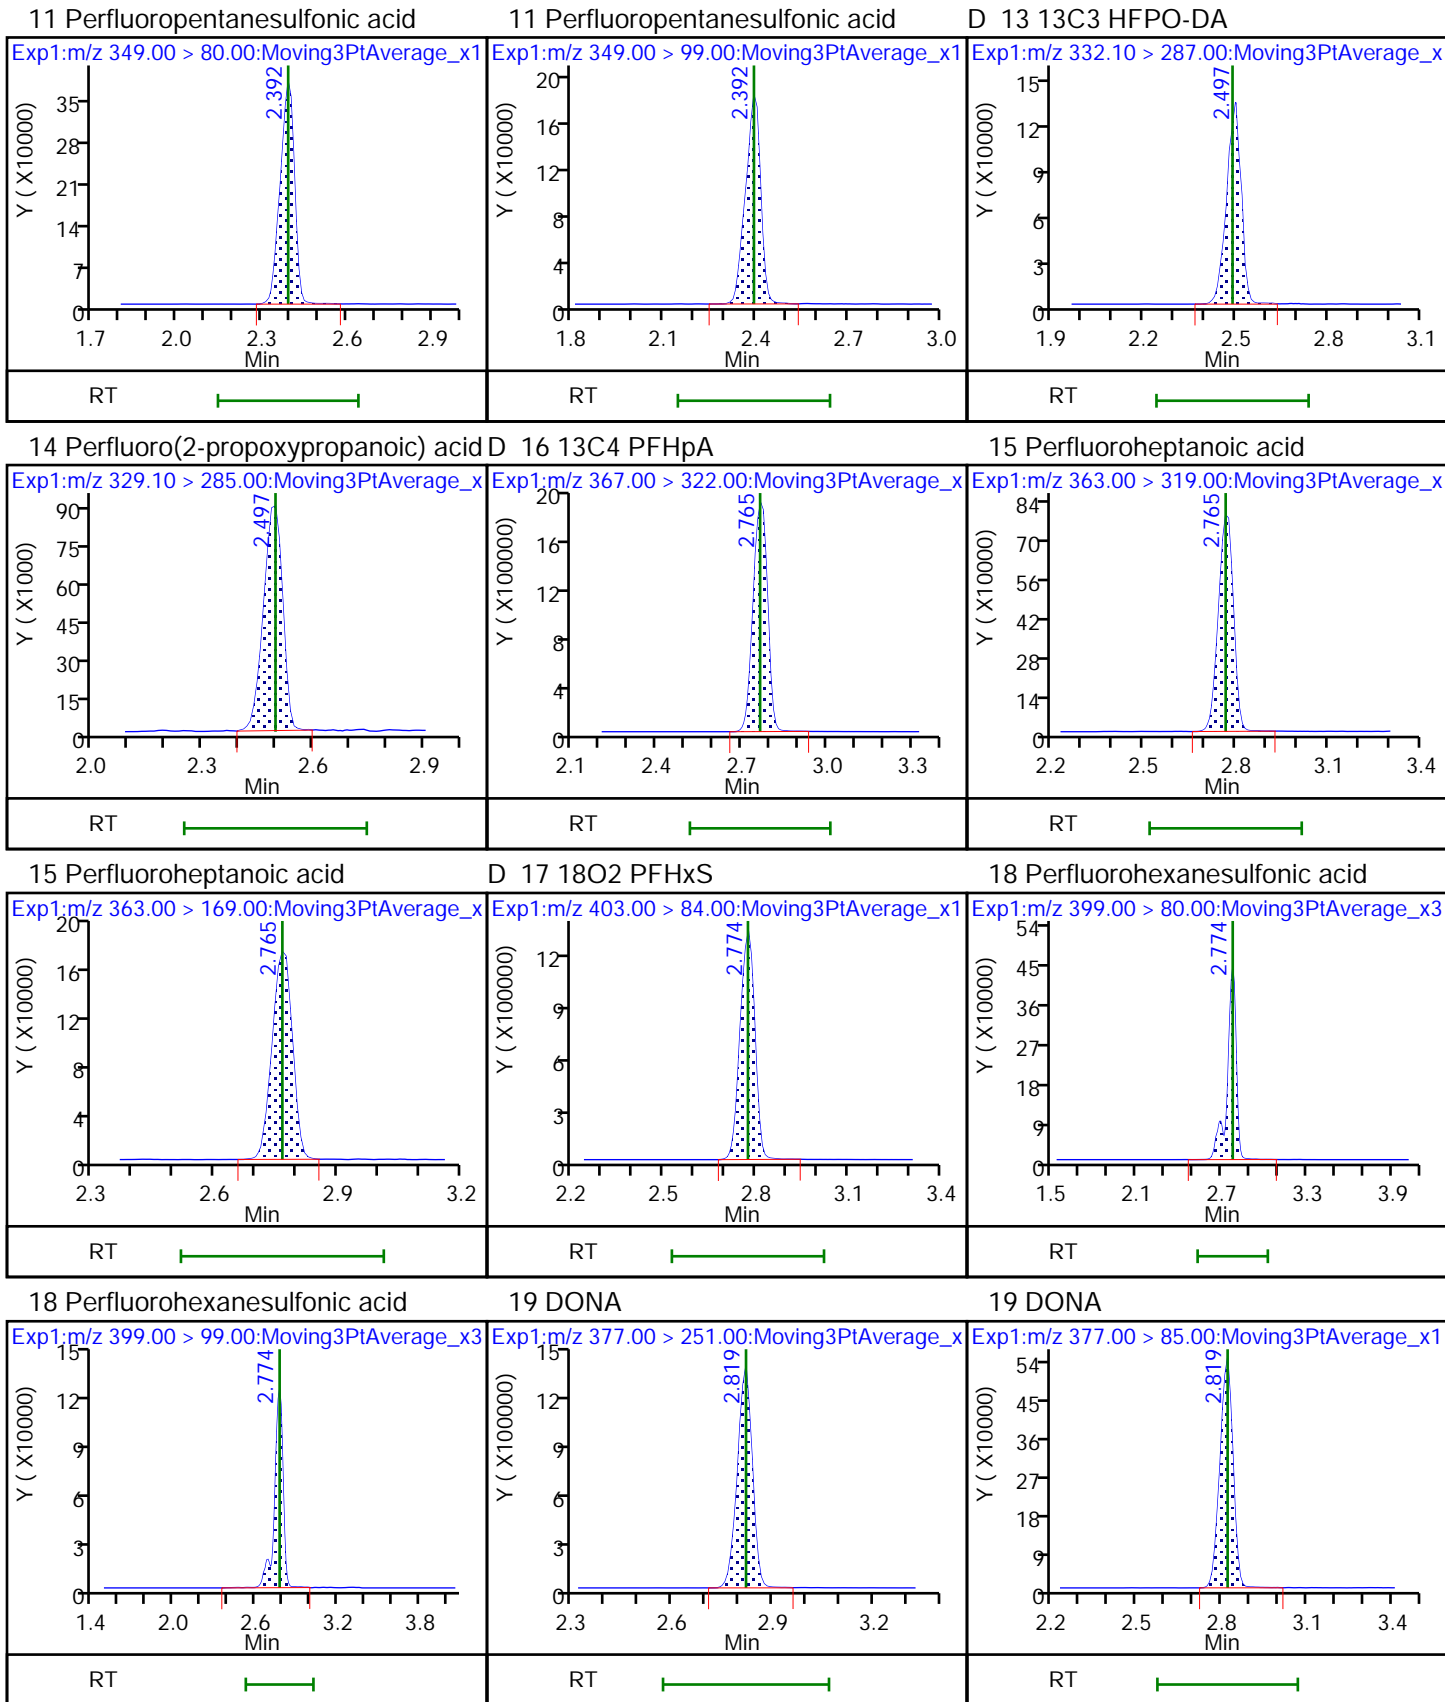 11 Perfluoropentanesulfonic acid
Exp1:m/z 349.00 > 80.00:Moving3PtAverage_x1
2.392
Y ( X10000)
35
28
21
14
7
0
1.7 2.0 2.3 2.6 2.9
Min
RT
11 Perfluoropentanesulfonic acid
Exp1:m/z 349.00 > 99.00:Moving3PtAverage_x1
2.392
Y ( X10000)
20
16
12
8
4
0
1.8 2.1 2.4 2.7 3.0
Min
RT
D 13 13C3 HFPO-DA
Exp1:m/z 332.10 > 287.00:Moving3PtAverage_x
2.497
Y ( X10000)
15
12
9
6
3
0
1.9 2.2 2.5 2.8 3.1
Min
RT
14 Perfluoro(2-propoxypropanoic) acid
Exp1:m/z 329.10 > 285.00:Moving3PtAverage_x
2.497
Y ( X10000)
90
75
60
45
30
15
0
2.0 2.3 2.6 2.9
Min
RT
D 16 13C4 PFHpA
Exp1:m/z 367.00 > 322.00:Moving3PtAverage_x
2.765
Y ( X100000)
20
16
12
8
4
0
2.1 2.4 2.7 3.0 3.3
Min
RT
15 Perfluoroheptanoic acid
Exp1:m/z 363.00 > 319.00:Moving3PtAverage_x
2.765
Y ( X10000)
84
70
56
42
28
14
0
2.2 2.5 2.8 3.1 3.4
Min
RT
15 Perfluoroheptanoic acid
Exp1:m/z 363.00 > 169.00:Moving3PtAverage_x
2.765
Y ( X10000)
20
16
12
8
4
0
2.3 2.6 2.9 3.2
Min
RT
D 17 18O2 PFHxS
Exp1:m/z 403.00 > 84.00:Moving3PtAverage_x1
2.774
Y ( X100000)
12
9
6
3
0
2.2 2.5 2.8 3.1 3.4
Min
RT
18 Perfluorohexanesulfonic acid
Exp1:m/z 399.00 > 80.00:Moving3PtAverage_x3
2.774
Y ( X10000)
54
45
36
27
18
9
0
1.5 2.1 2.7 3.3 3.9
Min
RT
18 Perfluorohexanesulfonic acid
Exp1:m/z 399.00 > 99.00:Moving3PtAverage_x3
2.774
Y ( X10000)
15
12
9
6
3
0
1.4 2.0 2.6 3.2 3.8
Min
RT
19 DONA
Exp1:m/z 377.00 > 251.00:Moving3PtAverage_x
2.819
Y ( X100000)
15
12
9
6
3
0
2.3 2.6 2.9 3.2
Min
RT
19 DONA
Exp1:m/z 377.00 > 85.00:Moving3PtAverage_x1
2.819
Y ( X10000)
54
45
36
27
18
9
0
2.2 2.5 2.8 3.1 3.4
Min
RT